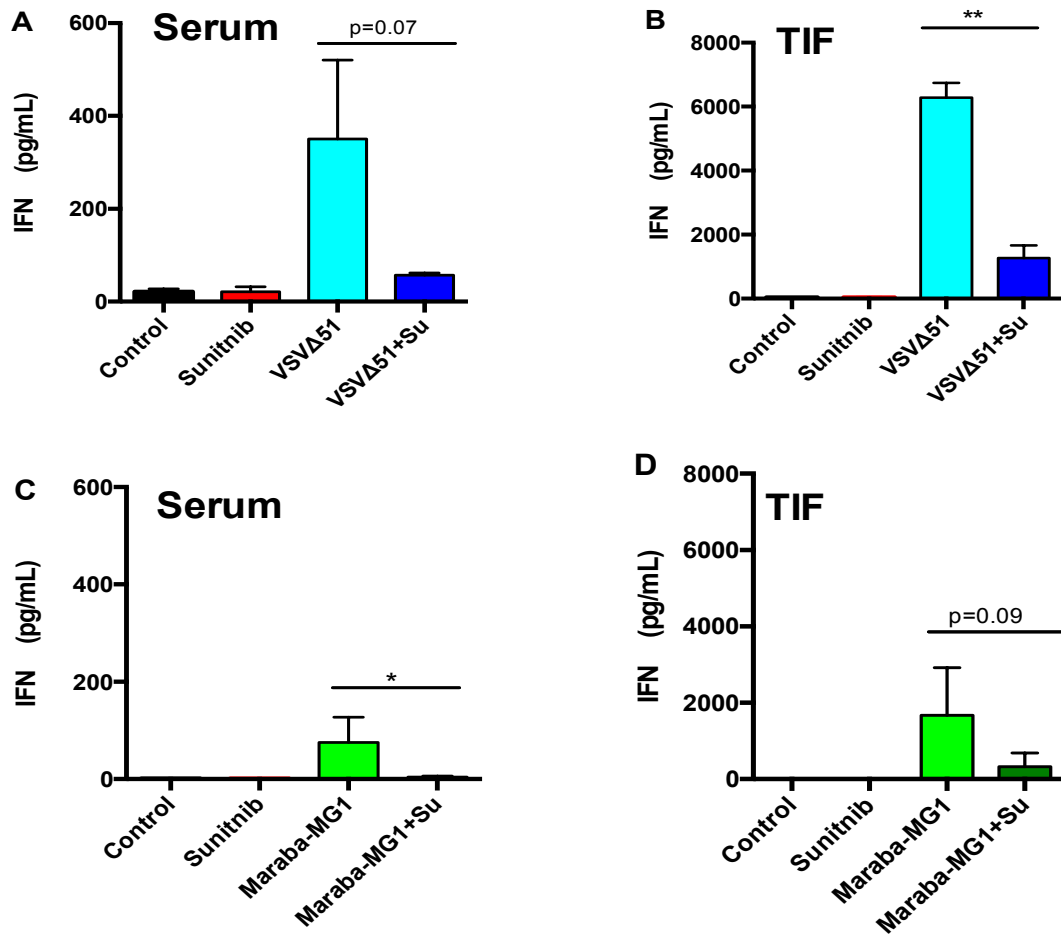 A
Serum
p=0.07
IFN (pg/mL)
600
400
200
0
Control
Sunitnib
VSVΔ51
VSVΔ51+Su
B
TIF
**
IFN (pg/mL)
8000
6000
4000
2000
0
Control
Sunitnib
VSVΔ51
VSVΔ51+Su
C
Serum
*
IFN (pg/mL)
600
400
200
0
Control
Sunitnib
Maraba-MG1
Maraba-MG1+Su
D
TIF
p=0.09
IFN (pg/mL)
8000
6000
4000
2000
0
Control
Sunitnib
Maraba-MG1
Maraba-MG1+Su